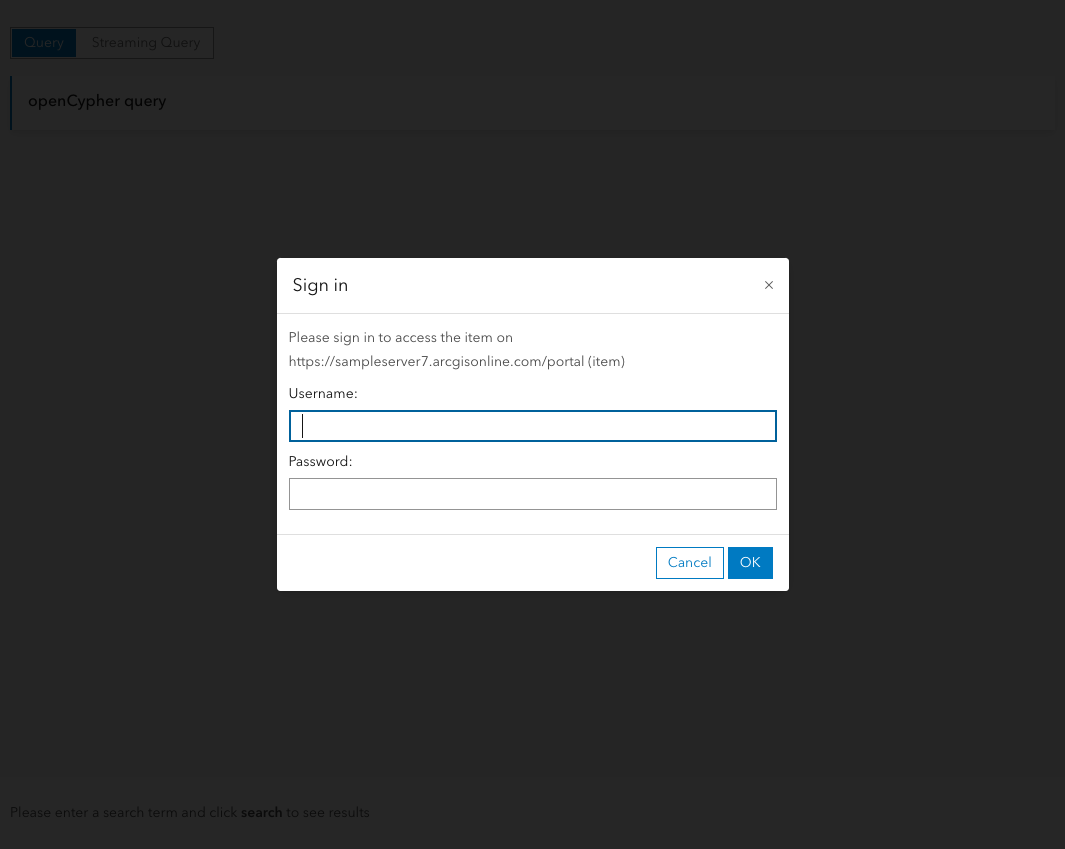 Query Streaming Query
openCypher query
Sign in ×
Please sign in to access the item on
https://sampleserver7.arcgisonline.com/portal (item)
Username:
Password:
Cancel OK
Please enter a search term and click search to see results